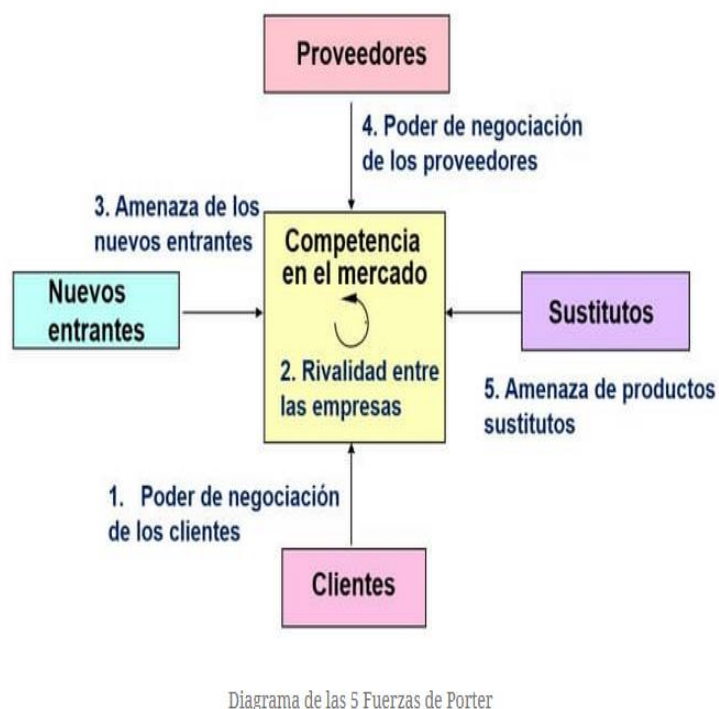 Proveedores
4. Poder de negociación
de los proveedores
3. Amenaza de los
nuevos entrantes
Competencia
en el mercado
Nuevos
entrantes
Sustitutos
2. Rivalidad entre
las empresas
5. Amenaza de productos
sustitutos
1. Poder de negociación
de los clientes
Clientes
Diagrama de las 5 Fuerzas de Porter